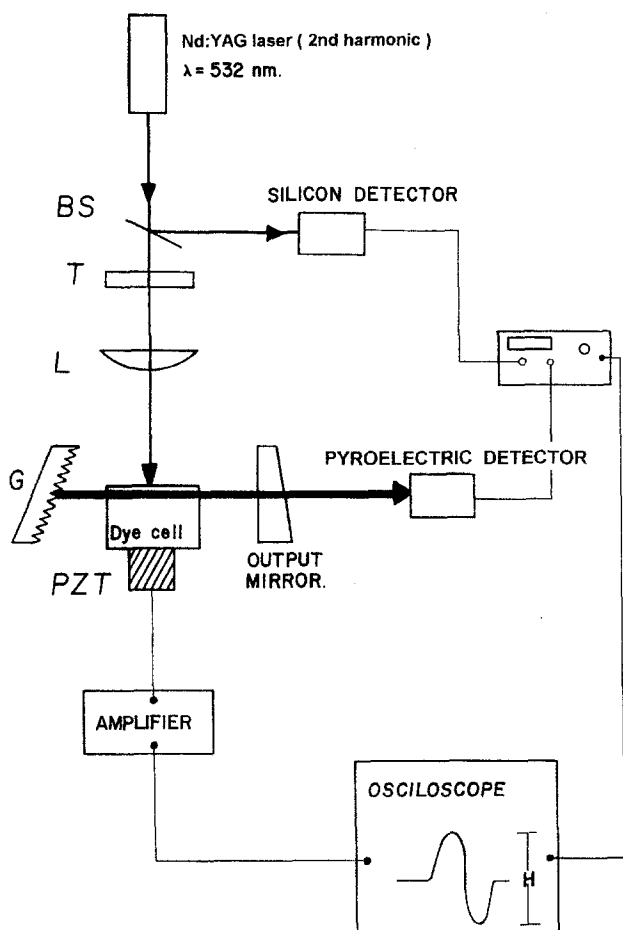 Nd:YAG laser ( 2nd harmonic )
λ= 532 nm.
BS
SILICON DETECTOR
T
L
G
PYROELECTRIC DETECTOR
Dye cell
OUTPUT
MIRROR.
PZT
AMPLIFIER
OSCILOSCOPE
H